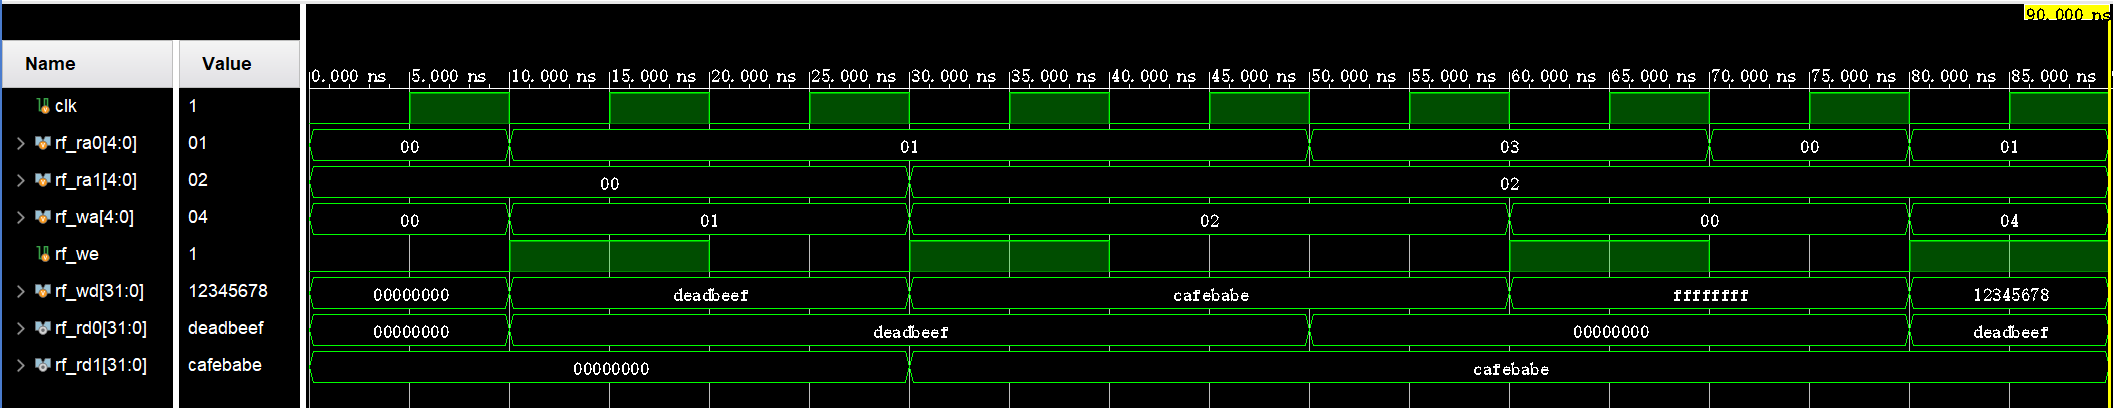 90.000 ns
Name Value
0.000 ns 5.000 ns 10.000 ns 15.000 ns 20.000 ns 25.000 ns 30.000 ns 35.000 ns 40.000 ns 45.000 ns 50.000 ns 55.000 ns 60.000 ns 65.000 ns 70.000 ns 75.000 ns 80.000 ns 85.000 ns
clk 1
rf_ra0[4:0] 01 00 01 03 00 01
rf_ra1[4:0] 02 00 02
rf_wa[4:0] 04 00 01 02 00 04
rf_we 1
rf_wd[31:0] 12345678 00000000 deadbeef cafebabe ffffffff 12345678
rf_rd0[31:0] deadbeef 00000000 deadbeef 00000000 deadbeef
rf_rd1[31:0] cafebabe 00000000 cafebabe